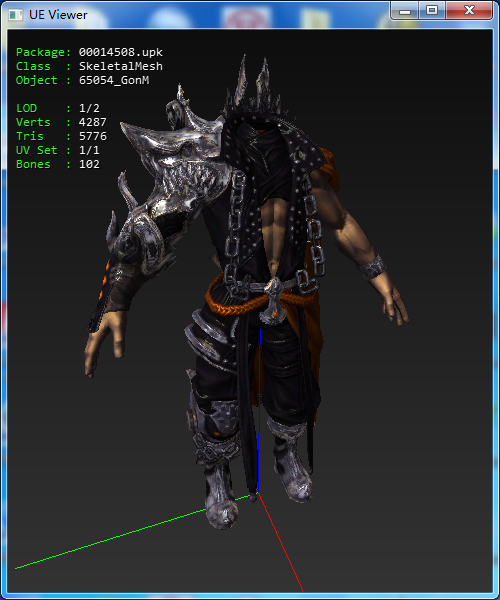 UE Viewer
Package: 00014508.upk
Class : SkeletalMesh
Object : 65054_GonM
LOD : 1/2
Verts : 4287
Tris : 5776
UV Set : 1/1
Bones : 102